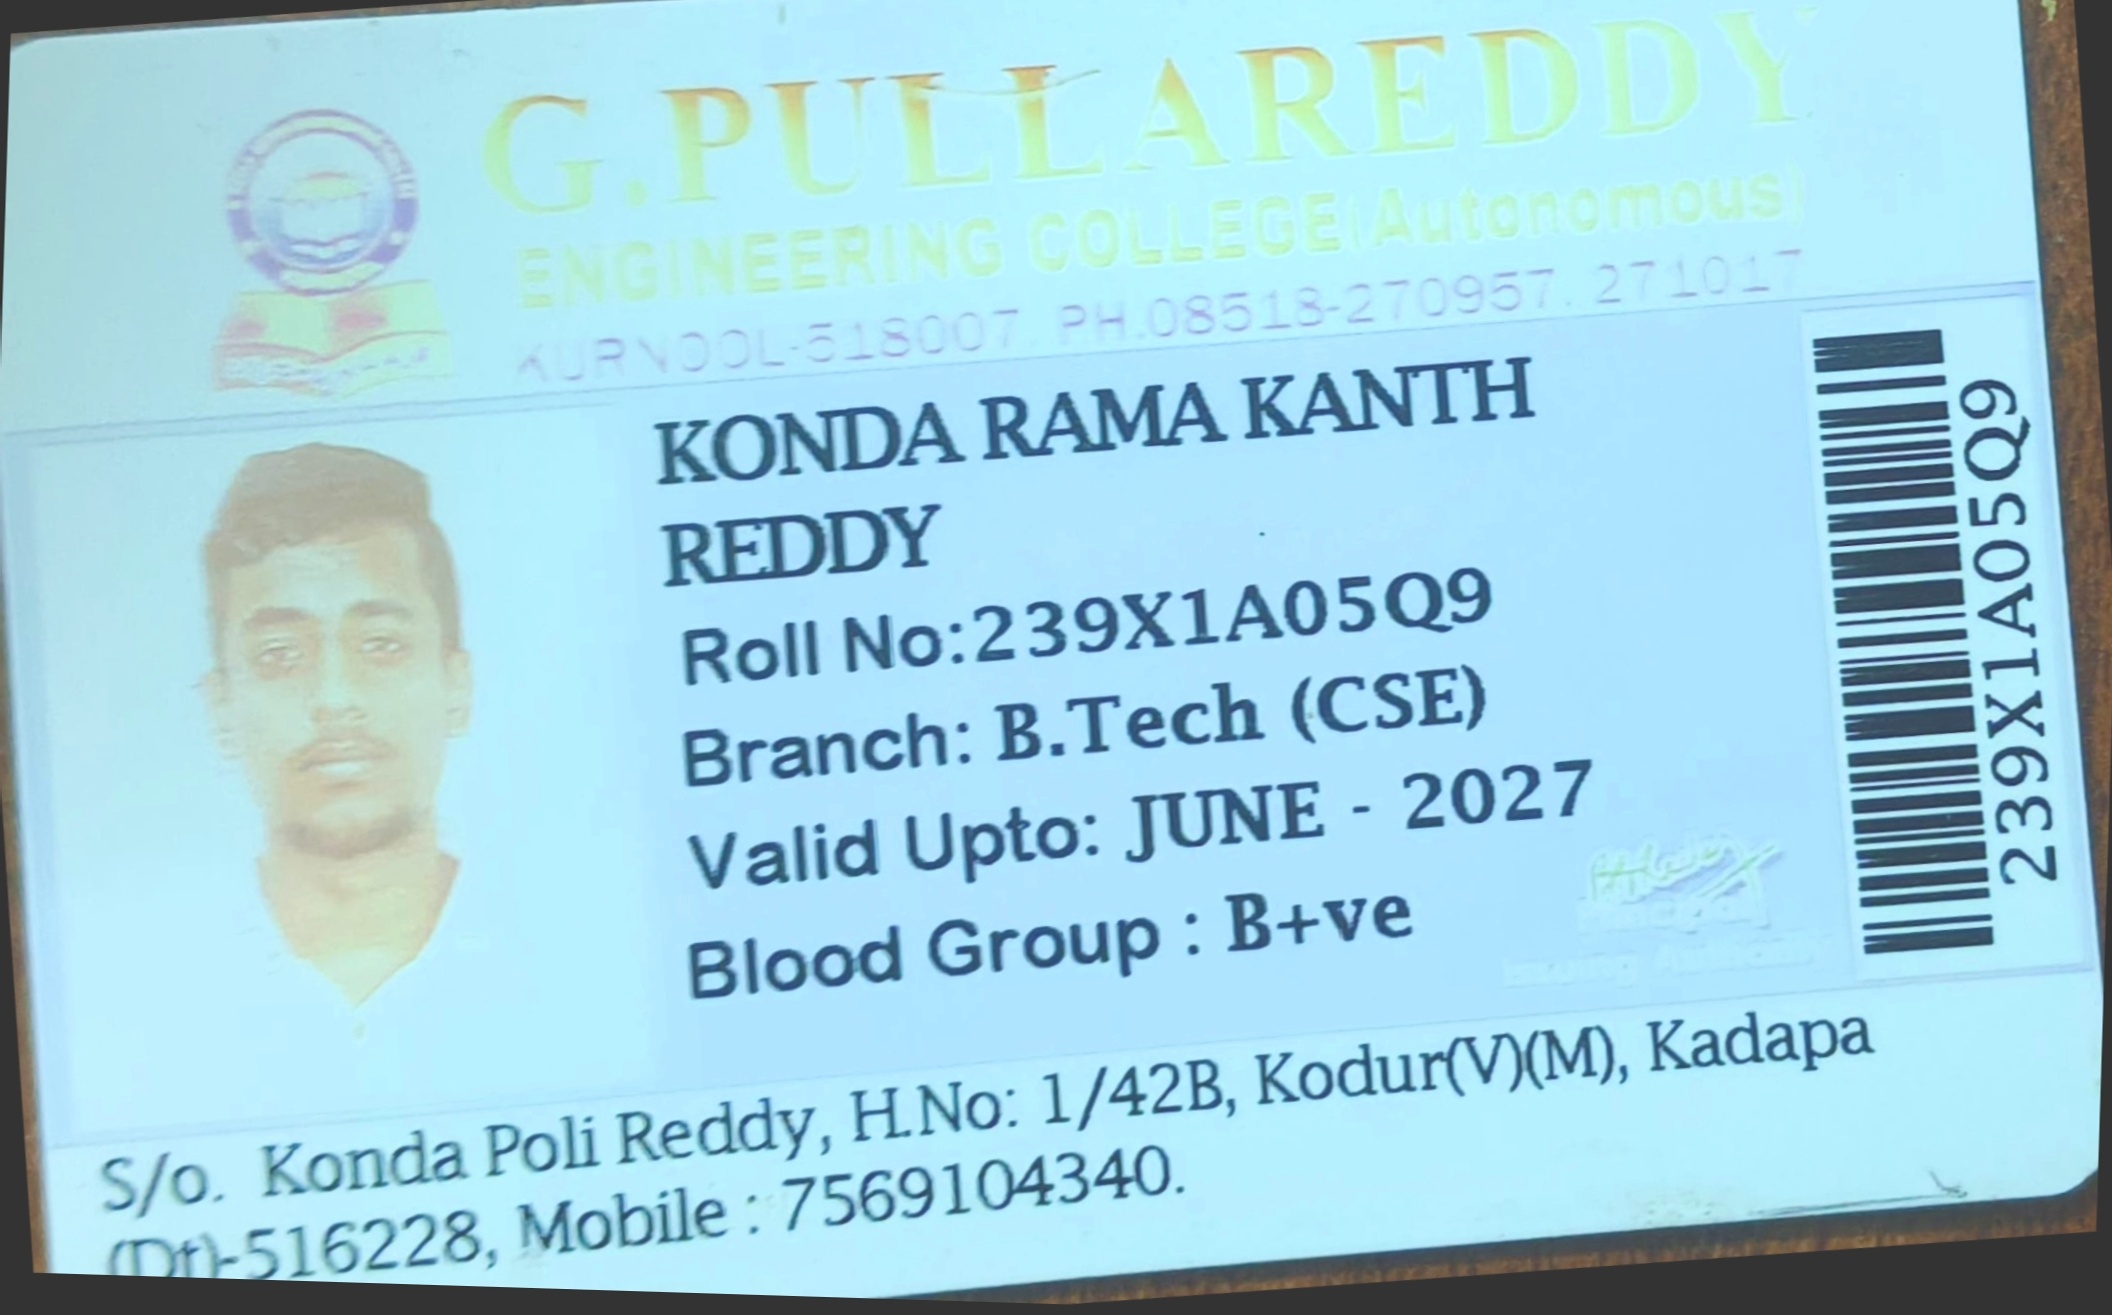 G.PULLAREDDY
ENGINEERING COLLEGE(Autonomous)
KURNOOL-518007. PH.08518-270957, 271017
KONDA RAMA KANTH
REDDY
Roll No:239X1A05Q9
Branch: B.Tech (CSE)
Valid Upto: JUNE - 2027
Blood Group : B+ve
239X1A05Q9
Principal
Issuing Authority
S/o. Konda Poli Reddy, H.No: 1/42B, Kodur(V)(M), Kadapa
(Dt)-516228, Mobile : 7569104340.